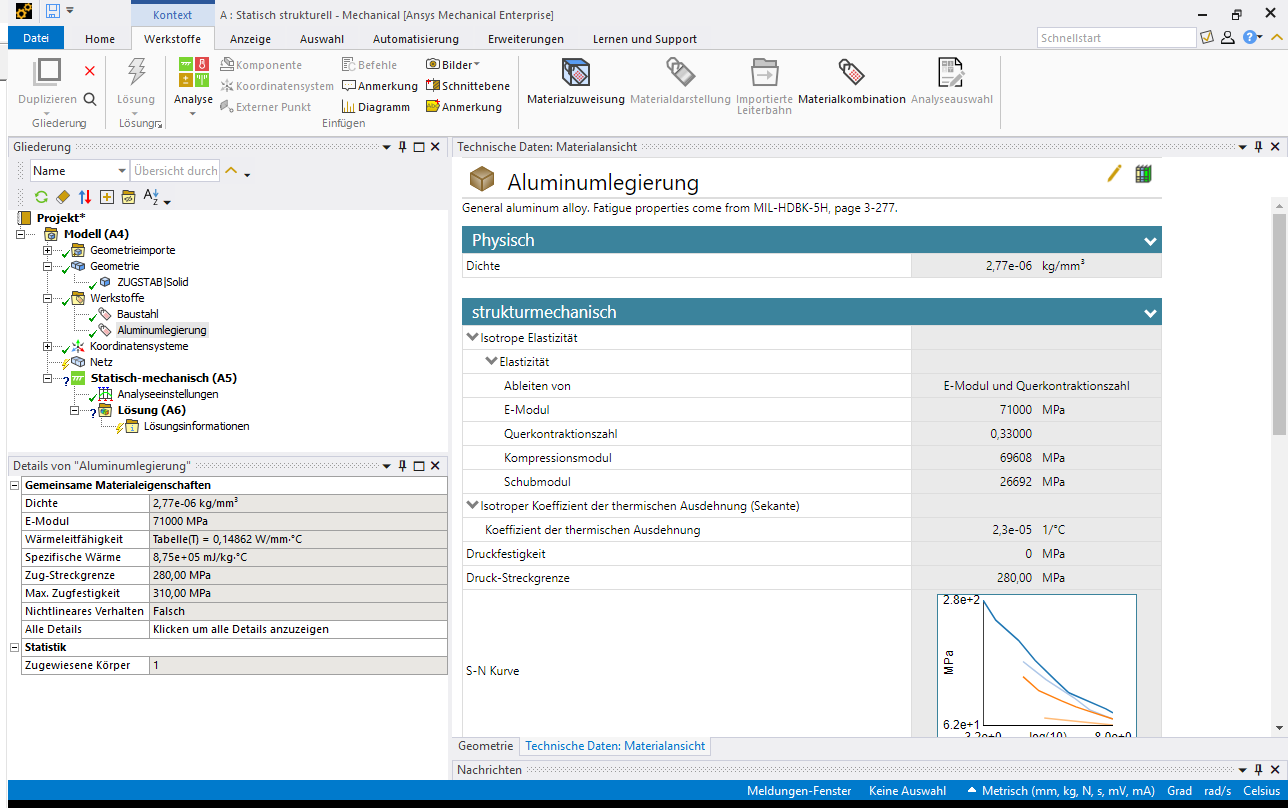 Kontext
A : Statisch strukturell - Mechanical [Ansys Mechanical Enterprise]
Datei Home Werkstoffe Anzeige Auswahl Automatisierung Erweiterungen Lernen und Support Schnellstart
Duplizieren
Gliederung
Lösung
Lösung
Analyse
Komponente
Koordinatensystem
Externer Punkt
Befehle
Anmerkung
Diagramm
Bilder
Schnittebene
Anmerkung
Einfügen
Materialzuweisung
Materialdarstellung
Importierte
Leiterbahn
Materialkombination
Analyseauswahl
Gliederung
Name Übersicht durch
Projekt*
Modell (A4)
Geometrieimporte
Geometrie
ZUGSTAB|Solid
Werkstoffe
Baustahl
Aluminumlegierung
Koordinatensysteme
Netz
Statisch-mechanisch (A5)
Analyseeinstellungen
Lösung (A6)
Lösungsinformationen
Details von "Aluminumlegierung"
Gemeinsame Materialeigenschaften
Dichte 2,77e-06 kg/mm³
E-Modul 71000 MPa
Wärmeleitfähigkeit Tabelle(T) = 0,14862 W/mm·°C
Spezifische Wärme 8,75e+05 mJ/kg·°C
Zug-Streckgrenze 280,00 MPa
Max. Zugfestigkeit 310,00 MPa
Nichtlineares Verhalten Falsch
Alle Details Klicken um alle Details anzuzeigen
Statistik
Zugewiesene Körper 1
Technische Daten: Materialansicht
Aluminumlegierung
General aluminum alloy. Fatigue properties come from MIL-HDBK-5H, page 3-277.
Physisch
Dichte 2,77e-06 kg/mm³
strukturmechanisch
Isotrope Elastizität
Elastizität
Ableiten von E-Modul und Querkontraktionszahl
E-Modul 71000 MPa
Querkontraktionszahl 0,33000
Kompressionsmodul 69608 MPa
Schubmodul 26692 MPa
Isotroper Koeffizient der thermischen Ausdehnung (Sekante)
Koeffizient der thermischen Ausdehnung 2,3e-05 1/°C
Druckfestigkeit 0 MPa
Druck-Streckgrenze 280,00 MPa
S-N Kurve
2.8e+2
MPa
6.2e+1
3.2e+0 log(10) 8.0e+0
Geometrie Technische Daten: Materialansicht
Nachrichten
Meldungen-Fenster Keine Auswahl Metrisch (mm, kg, N, s, mV, mA) Grad rad/s Celsius